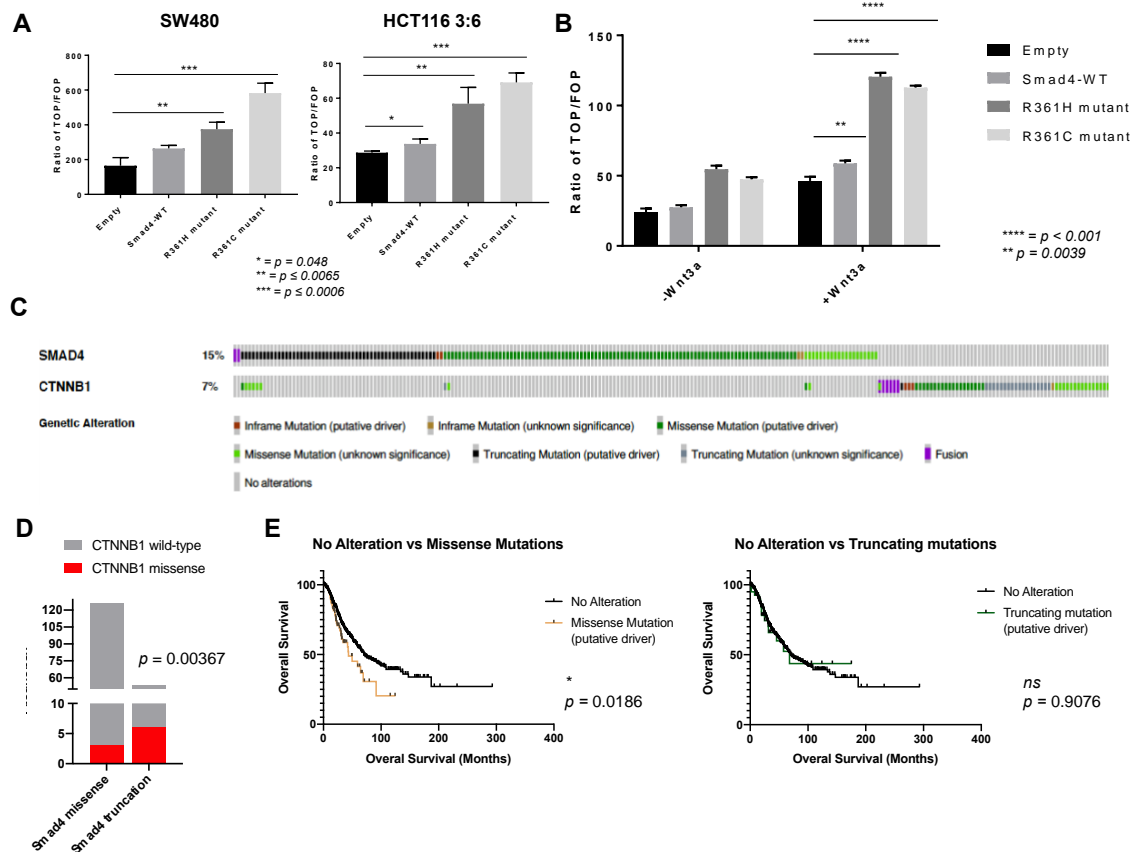 A
SW480
HCT116 3:6
Ratio of TOP/FOP
800
600
400
200
0
Empty
Smad4-WT
R361H mutant
R361C mutant
***
**
Ratio of TOP/FOP
80
60
40
20
0
Empty
Smad4-WT
R361H mutant
R361C mutant
***
**
*
* = p = 0.048
** = p ≤ 0.0065
*** = p ≤ 0.0006
B
Ratio of TOP/FOP
150
100
50
0
-Wnt3a
+Wnt3a
****
****
**
Empty
Smad4-WT
R361H mutant
R361C mutant
**** = p < 0.001
** p = 0.0039
C
SMAD4 15%
CTNNB1 7%
Genetic Alteration
Inframe Mutation (putative driver) Inframe Mutation (unknown significance) Missense Mutation (putative driver)
Missense Mutation (unknown significance) Truncating Mutation (putative driver) Truncating Mutation (unknown significance) Fusion
No alterations
D
CTNNB1 wild-type
CTNNB1 missense
120
105
90
75
60
10
5
0
p = 0.00367
Smad4 missense
Smad4 truncation
E
No Alteration vs Missense Mutations
Overall Survival
100
50
0
0 100 200 300 400
Overal Survival (Months)
No Alteration
Missense Mutation
(putative driver)
*
p = 0.0186
No Alteration vs Truncating mutations
Overall Survival
100
50
0
0 100 200 300 400
Overal Survival (Months)
No Alteration
Truncating mutation
(putative driver)
ns
p = 0.9076